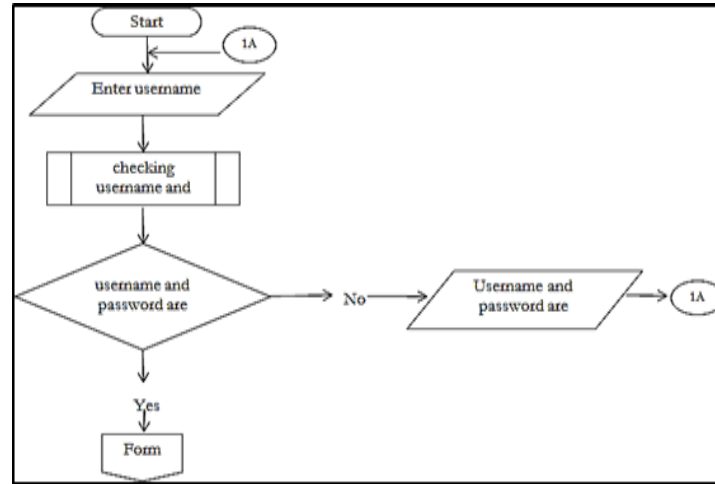 Start
1A
Enter username
checking
username and
username and
password are
No
Username and
password are
1A
Yes
Form